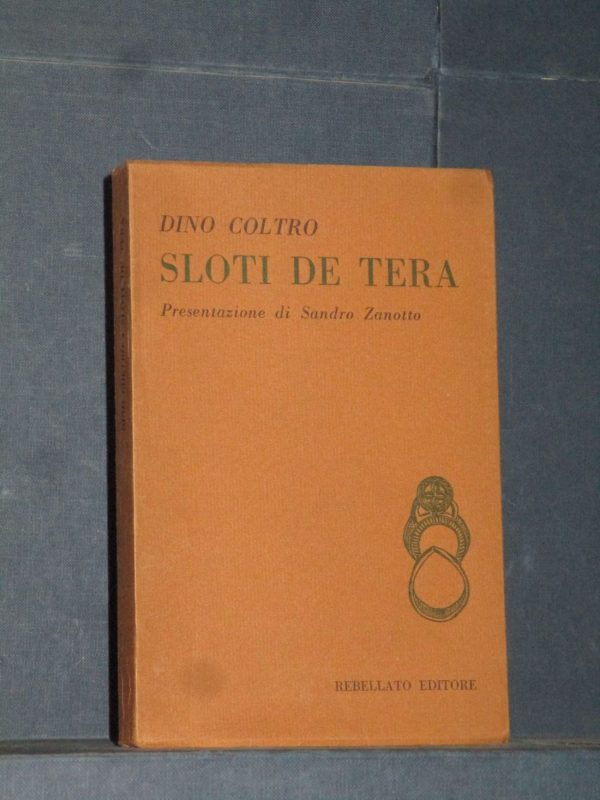 DINO COLTRO
SLOTI DE TERA
Presentazione di Sandro Zanotto
REBELLATO EDITORE